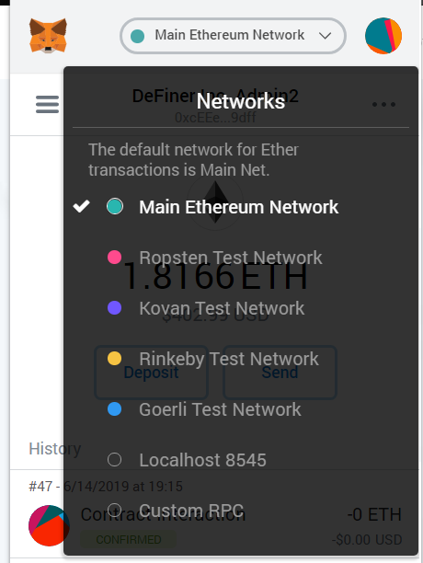 Main Ethereum Network
Networks
DeFiner Inc. Admin2
0xcEEe...9dff
The default network for Ether
transactions is Main Net.
Main Ethereum Network
Ropsten Test Network
1.8166 ETH
Kovan Test Network
USD
Rinkeby Test Network
Deposit
Send
Goerli Test Network
History
Localhost 8545
#47 - 6/14/2019 at 19:15
Custom RPC
Contract Interaction
-0 ETH
CONFIRMED
-$0.00 USD